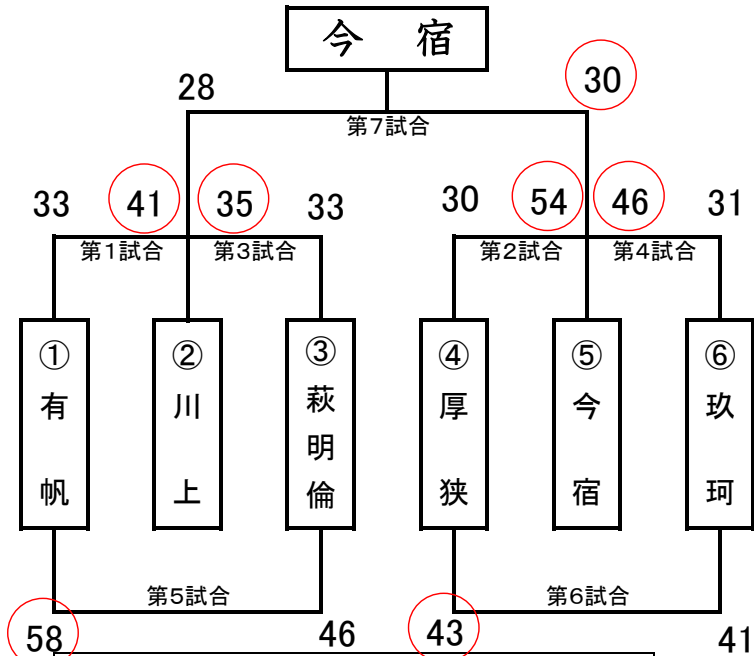 今宿
28 30
第7試合
33 41 35 33 30 54 46 31
第1試合 第3試合 第2試合 第4試合
①有帆
②川上
③萩明倫
④厚狭
⑤今宿
⑥玖珂
第5試合 第6試合
58 46 43 41